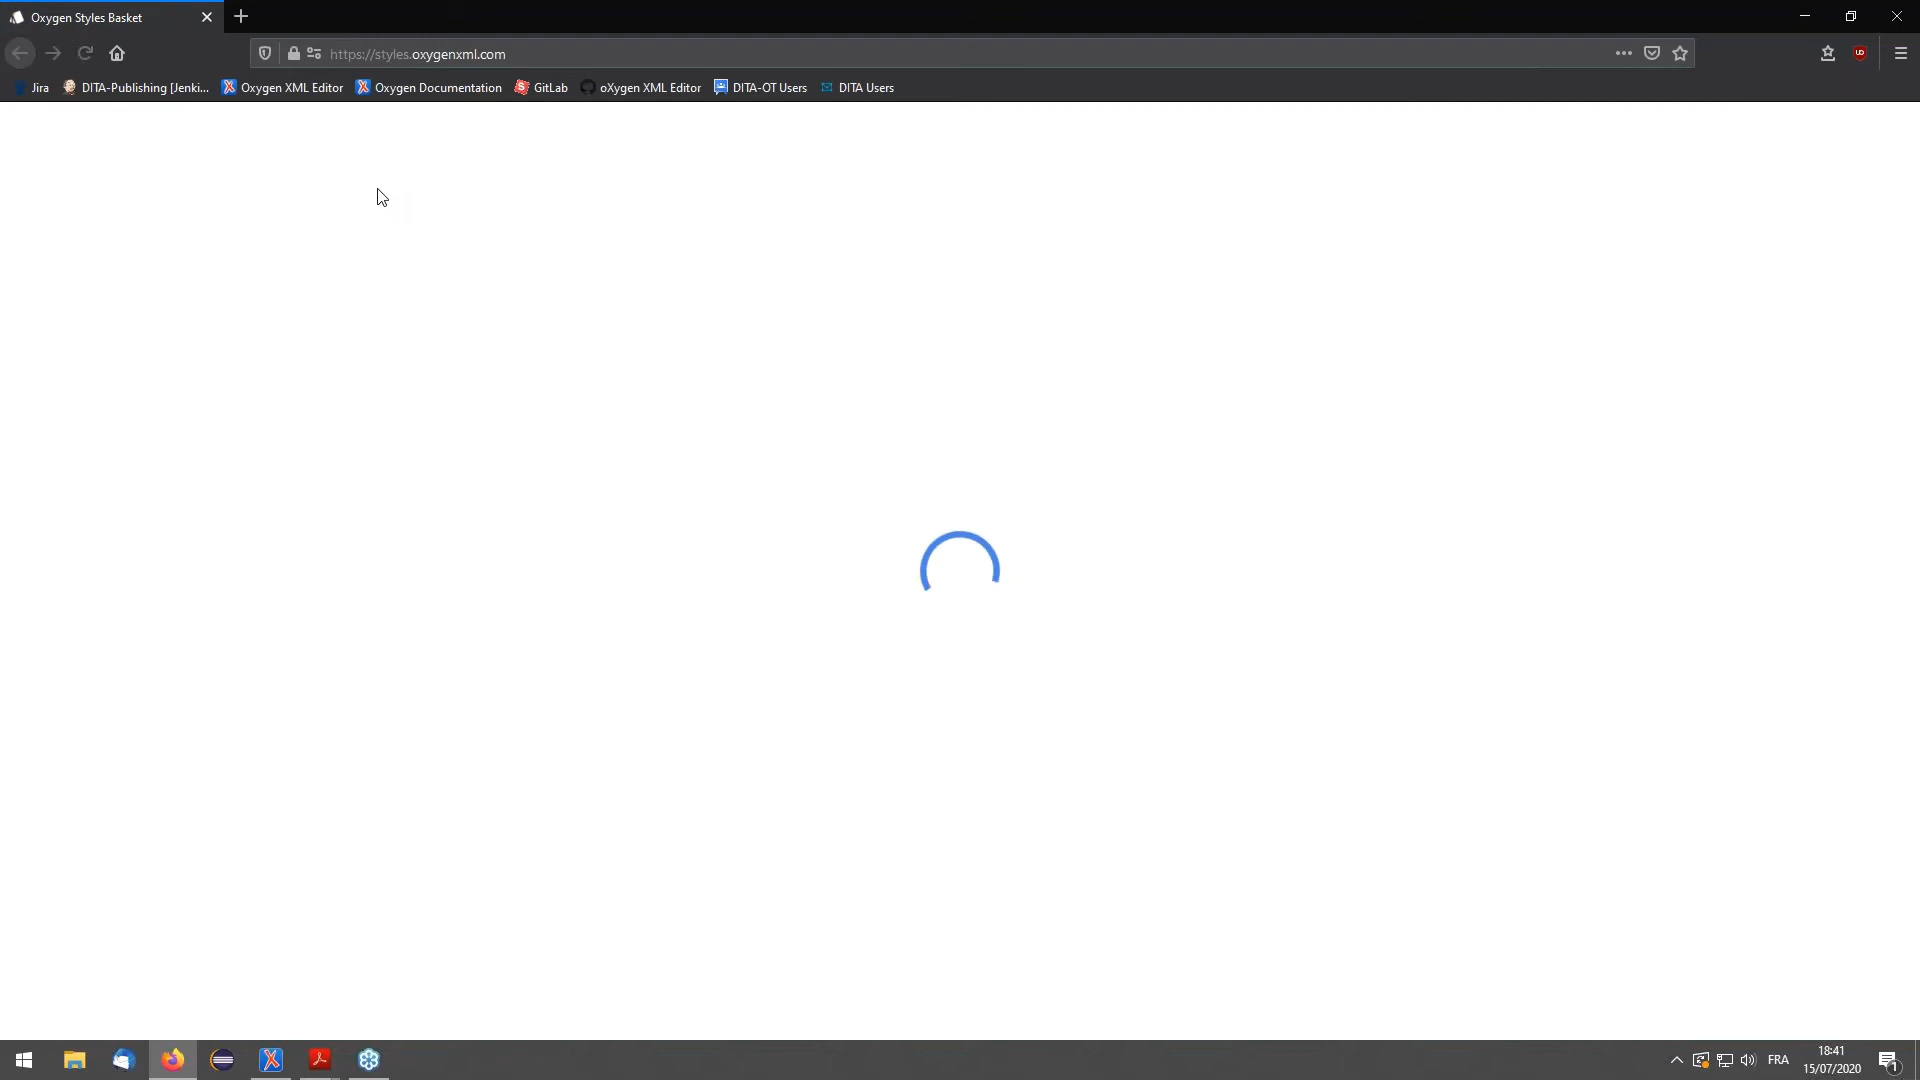 Oxygen Styles Basket
https://styles.oxygenxml.com
Jira DITA-Publishing [Jenki... Oxygen XML Editor Oxygen Documentation GitLab oXygen XML Editor DITA-OT Users DITA Users
FRA
18:41
15/07/2020
1